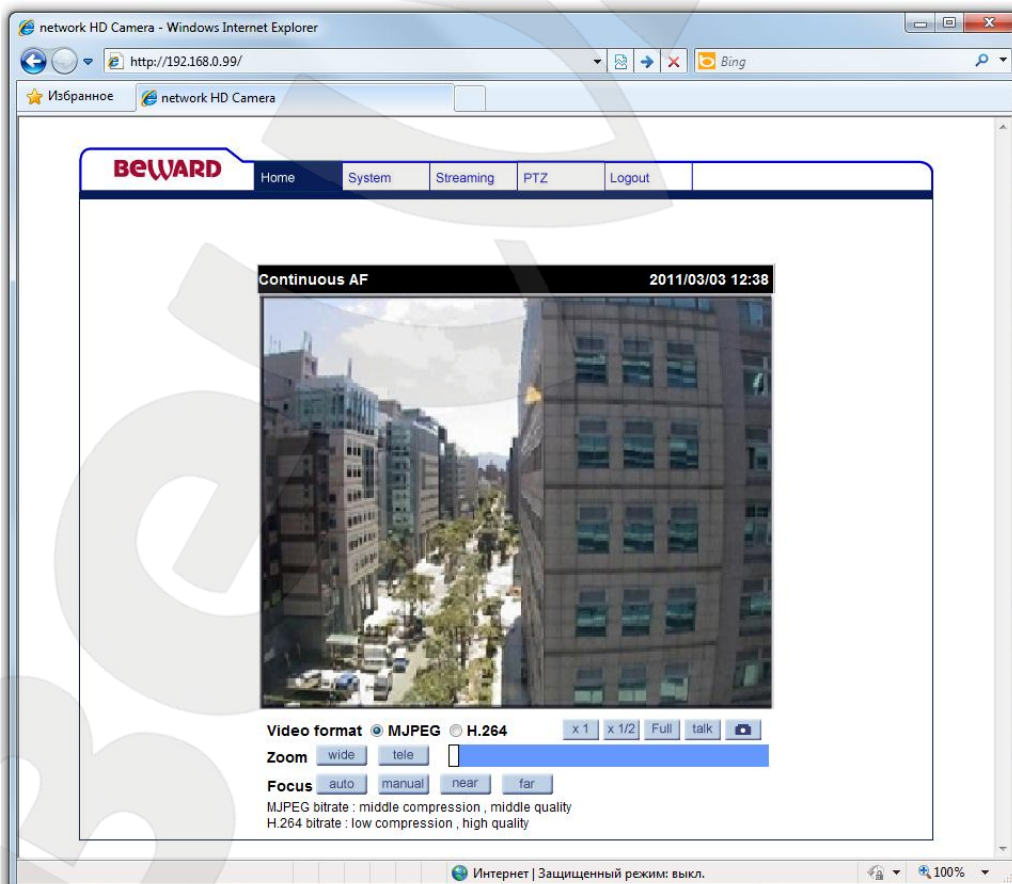 network HD Camera - Windows Internet Explorer
http://192.168.0.99/
Bing
Избранное
network HD Camera
BEWARD
Home System Streaming PTZ Logout
Continuous AF 2011/03/03 12:38
Video format MJPEG H.264 x 1 x 1/2 Full talk
Zoom wide tele
Focus auto manual near far
MJPEG bitrate : middle compression , middle quality
H.264 bitrate : low compression , high quality
Интернет | Защищенный режим: выкл. 100%